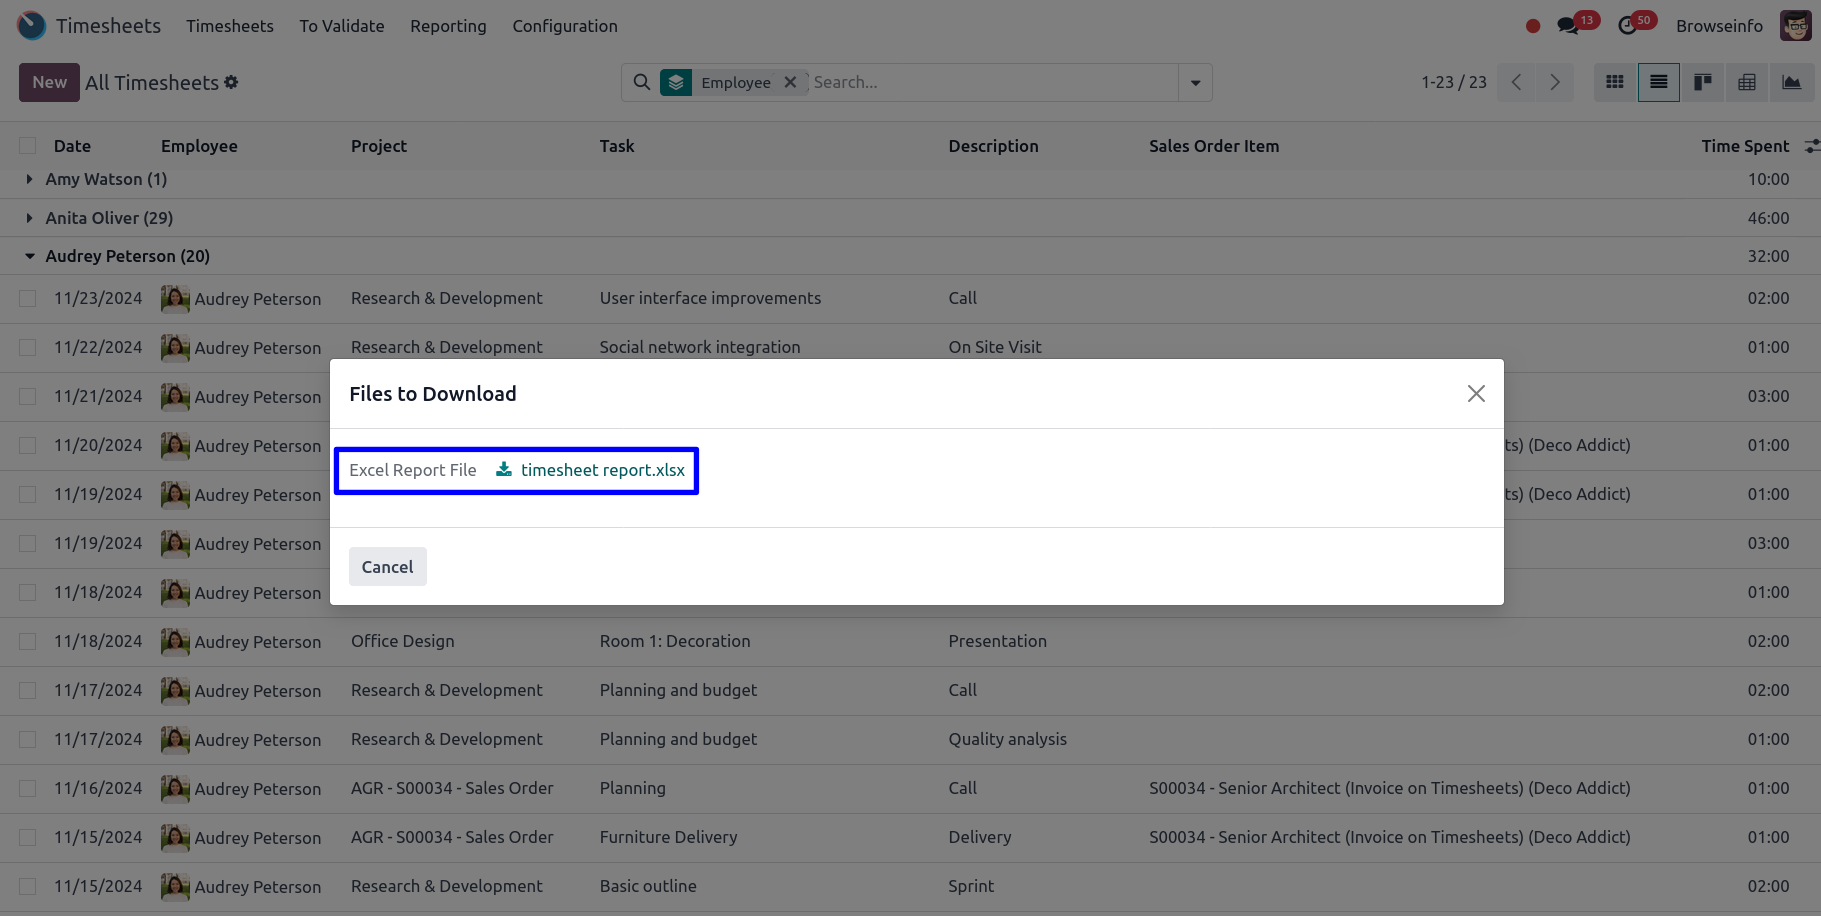 Timesheets Timesheets To Validate Reporting Configuration 13 50 Browseinfo
New All Timesheets Employee Search... 1-23 / 23
Date Employee Project Task Description Sales Order Item Time Spent
Amy Watson (1) 10:00
Anita Oliver (29) 46:00
Audrey Peterson (20) 32:00
11/23/2024 Audrey Peterson Research & Development User interface improvements Call 02:00
11/22/2024 Audrey Peterson Research & Development Social network integration On Site Visit 01:00
Files to Download
11/21/2024 Audrey Peterson 03:00
11/20/2024 Audrey Peterson (Deco Addict) 01:00
Excel Report File timesheet report.xlsx
11/19/2024 Audrey Peterson (Deco Addict) 01:00
11/19/2024 Audrey Peterson 03:00
Cancel
11/18/2024 Audrey Peterson 01:00
11/18/2024 Audrey Peterson Office Design Room 1: Decoration Presentation 02:00
11/17/2024 Audrey Peterson Research & Development Planning and budget Call 02:00
11/17/2024 Audrey Peterson Research & Development Planning and budget Quality analysis 01:00
11/16/2024 Audrey Peterson AGR - S00034 - Sales Order Planning Call S00034 - Senior Architect (Invoice on Timesheets) (Deco Addict) 01:00
11/15/2024 Audrey Peterson AGR - S00034 - Sales Order Furniture Delivery Delivery S00034 - Senior Architect (Invoice on Timesheets) (Deco Addict) 01:00
11/15/2024 Audrey Peterson Research & Development Basic outline Sprint 02:00